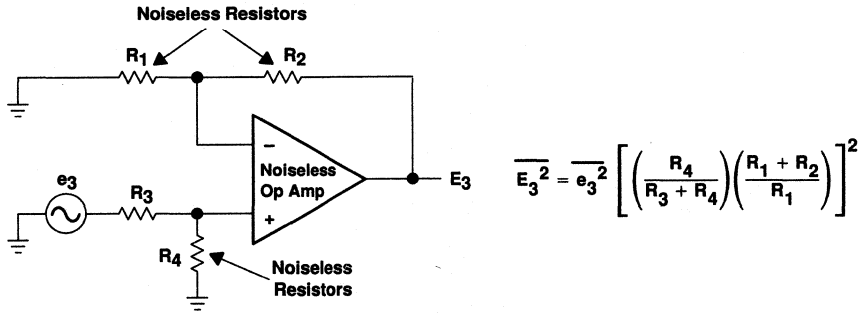 Noiseless Resistors
R1
R2
−
Noiseless
Op Amp
+
E3
e3
R3
R4
Noiseless
Resistors
E3² = e3² [(R4 / (R3 + R4)) ((R1 + R2) / R1)]²